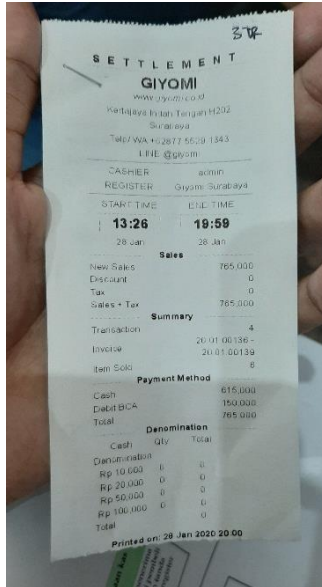 3 TR
SETTLEMENT
GIYOMI
www.giyomi.co.id
Kertajaya Indah Tengah H202
Surabaya
Telp/ WA +62877 5529 1343
LINE @giyomi
CASHIER admin
REGISTER Giyomi Surabaya
START TIME END TIME
13:26 19:59
28 Jan 28 Jan
Sales
New Sales 765,000
Discount 0
Tax 0
Sales + Tax 765,000
Summary
Transaction 4
Invoice 20.01.00136 -
20.01.00139
Item Sold 6
Payment Method
Cash 615,000
Debit BCA 150,000
Total 765,000
Denomination
Cash Qty Total
Denomination
Rp 10,000 0 0
Rp 20,000 0 0
Rp 50,000 0 0
Rp 100,000 0 0
Total 0
Printed on: 28 Jan 2020 20:00